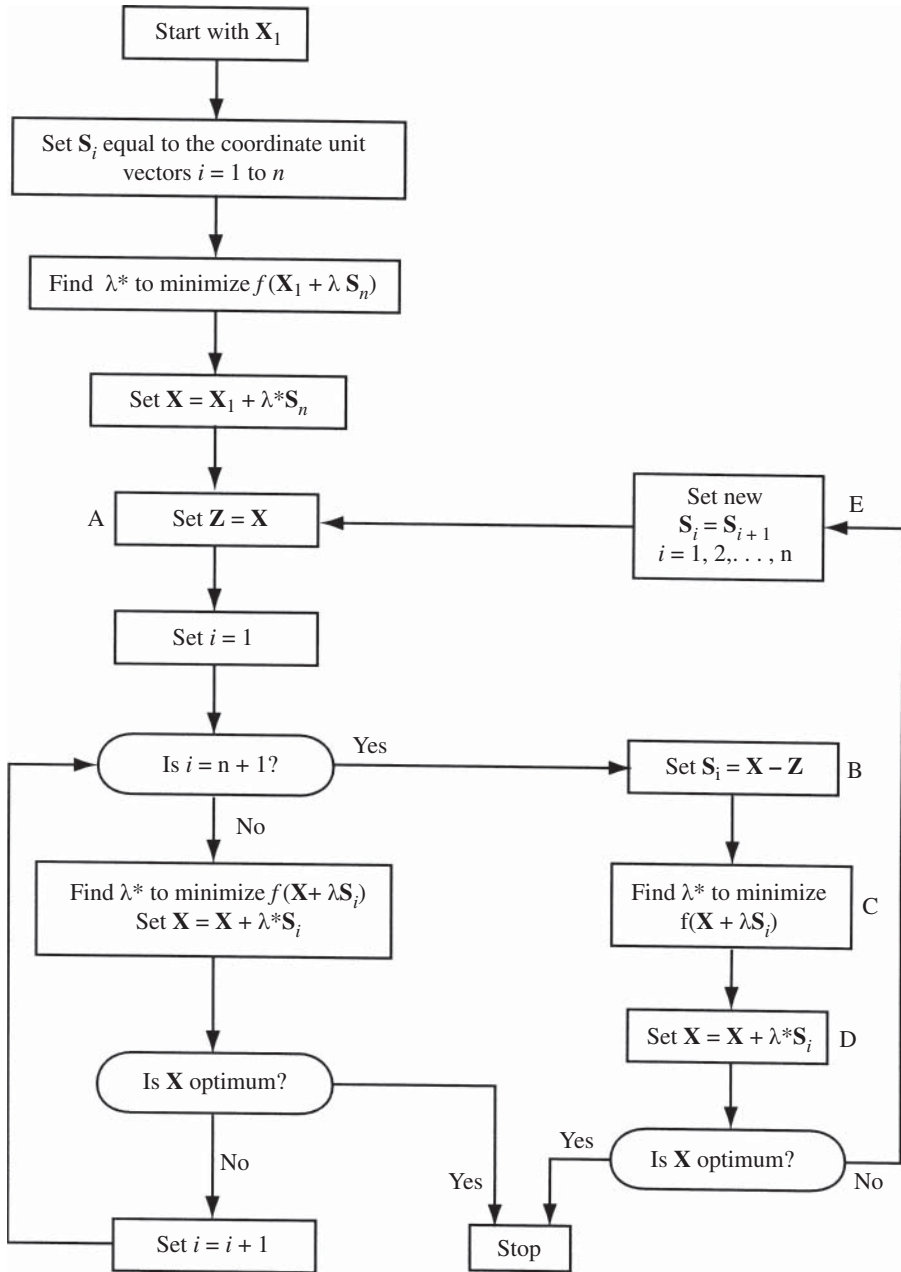 Start with X₁
Set Sᵢ equal to the coordinate unit
vectors i = 1 to n
Find λ* to minimize f(X₁ + λ Sₙ)
Set X = X₁ + λ*Sₙ
A
Set Z = X
Set new
Sᵢ = Sᵢ ₊ ₁
i = 1, 2,. . . , n
E
Set i = 1
Is i = n + 1?
Yes
Set Sᵢ = X – Z
B
No
Find λ* to minimize f(X+ λSᵢ)
Set X = X + λ*Sᵢ
Find λ* to minimize
f(X + λSᵢ)
C
Set X = X + λ*Sᵢ
D
Is X optimum?
Yes
No
Is X optimum?
Yes
No
Set i = i + 1
Stop